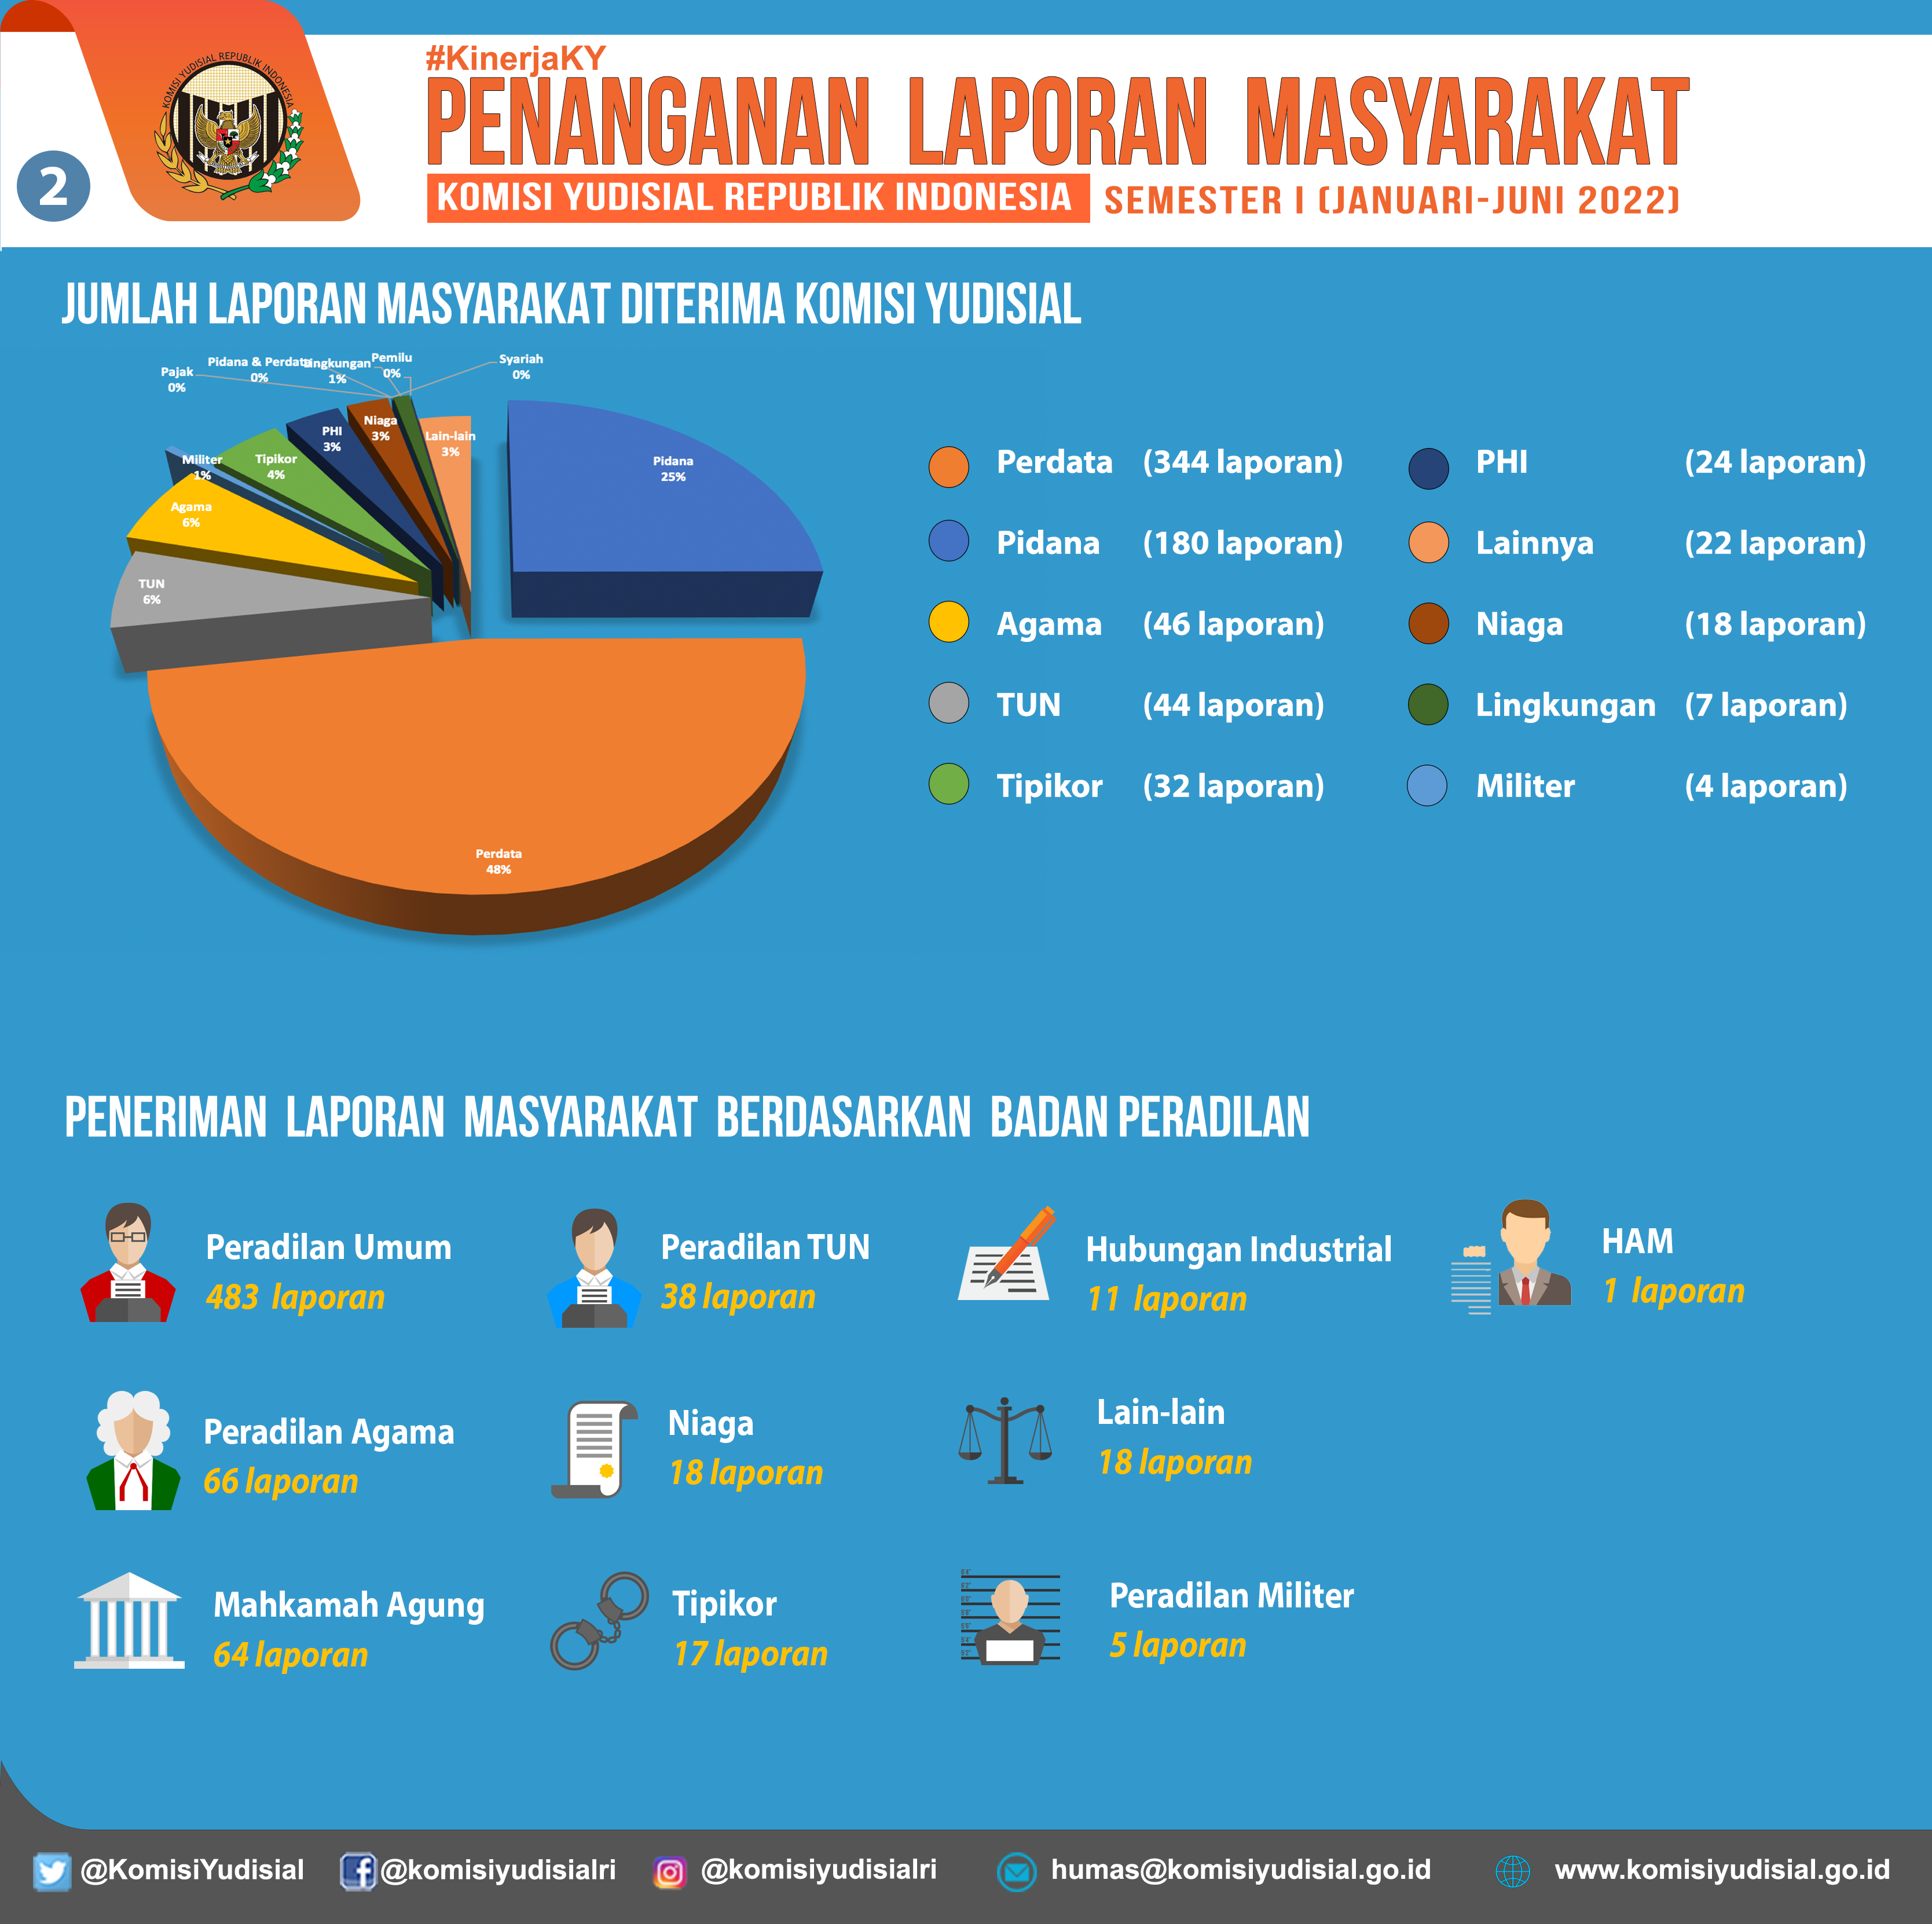 KOMISI YUDISIAL REPUBLIK INDONESIA
2
#KinerjaKY
PENANGANAN LAPORAN MASYARAKAT
KOMISI YUDISIAL REPUBLIK INDONESIA SEMESTER I (JANUARI-JUNI 2022)
JUMLAH LAPORAN MASYARAKAT DITERIMA KOMISI YUDISIAL
Pajak
0%
Pidana & Perdata
0%
Lingkungan
1%
Pemilu
0%
Syariah
0%
Militer
1%
Tipikor
4%
PHI
3%
Niaga
3%
Lain-lain
3%
Pidana
25%
Agama
6%
TUN
6%
Perdata
48%
Perdata (344 laporan)
Pidana (180 laporan)
Agama (46 laporan)
TUN (44 laporan)
Tipikor (32 laporan)
PHI (24 laporan)
Lainnya (22 laporan)
Niaga (18 laporan)
Lingkungan (7 laporan)
Militer (4 laporan)
PENERIMAN LAPORAN MASYARAKAT BERDASARKAN BADAN PERADILAN
Peradilan Umum
483 laporan
Peradilan TUN
38 laporan
Hubungan Industrial
11 laporan
HAM
1 laporan
Peradilan Agama
66 laporan
Niaga
18 laporan
Lain-lain
18 laporan
Mahkamah Agung
64 laporan
Tipikor
17 laporan
Peradilan Militer
5 laporan
@KomisiYudisial
@komisiyudisialri
@komisiyudisialri
humas@komisiyudisial.go.id
www.komisiyudisial.go.id